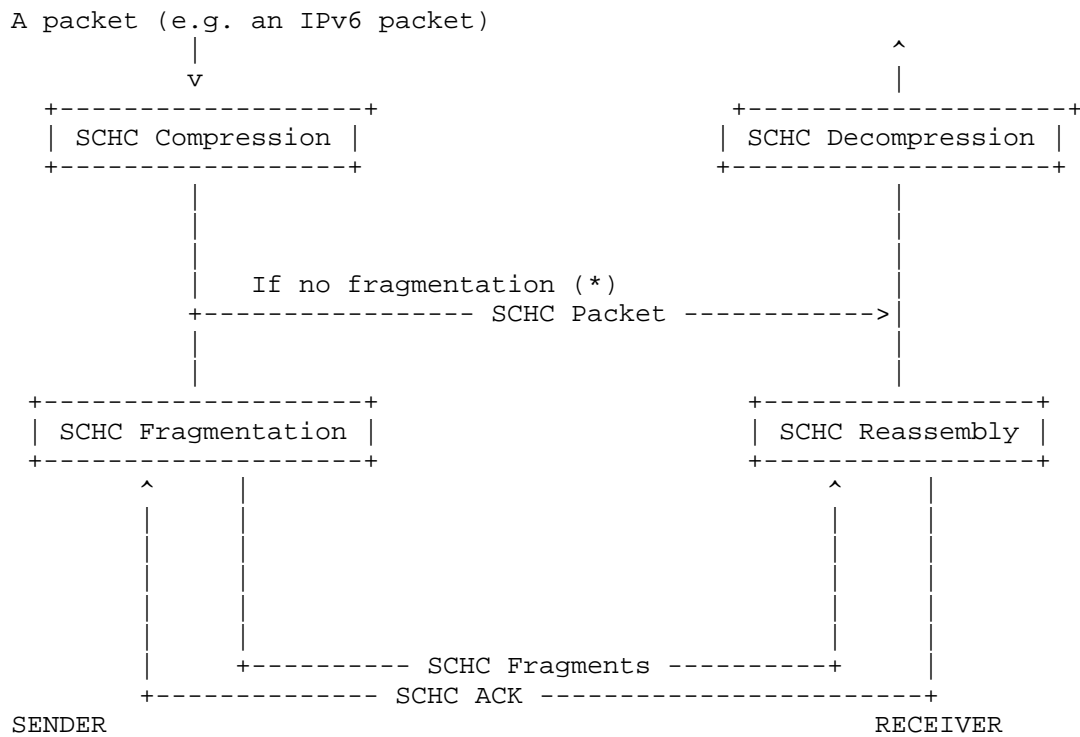 A packet (e.g. an IPv6 packet)
SCHC Compression
SCHC Decompression
If no fragmentation (*)
SCHC Packet
SCHC Fragmentation
SCHC Reassembly
SCHC Fragments
SCHC ACK
SENDER
RECEIVER